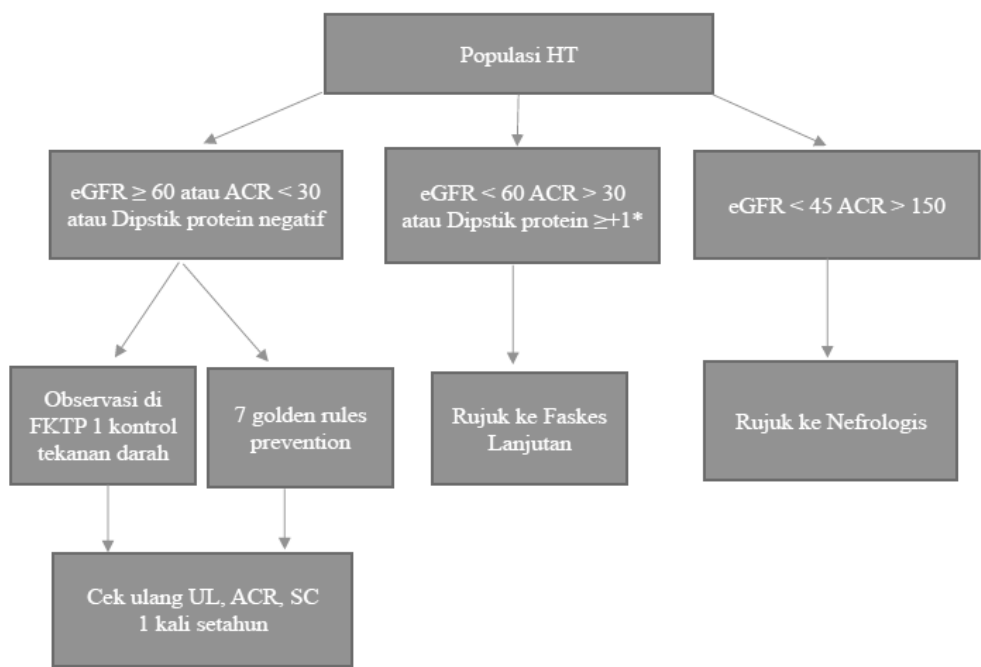 Populasi HT
eGFR ≥ 60 atau ACR < 30
atau Dipstik protein negatif
eGFR < 60 ACR > 30
atau Dipstik protein ≥+1*
eGFR < 45 ACR > 150
Observasi di
FKTP 1 kontrol
tekanan darah
7 golden rules
prevention
Rujuk ke Faskes
Lanjutan
Rujuk ke Nefrologis
Cek ulang UL, ACR, SC
1 kali setahun